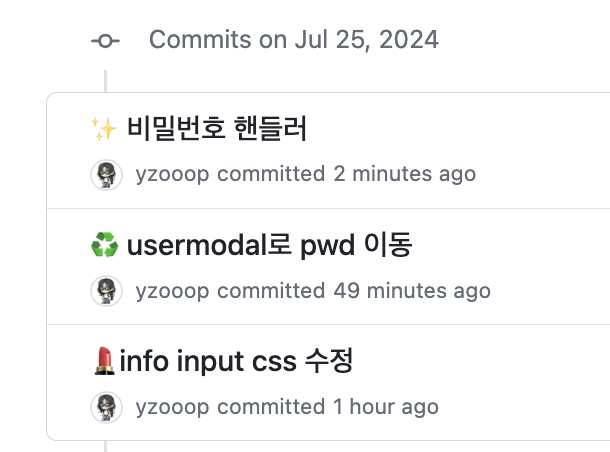 Commits on Jul 25, 2024
✨ 비밀번호 핸들러
yzooop committed 2 minutes ago
♻️ usermodal로 pwd 이동
yzooop committed 49 minutes ago
💄info input css 수정
yzooop committed 1 hour ago